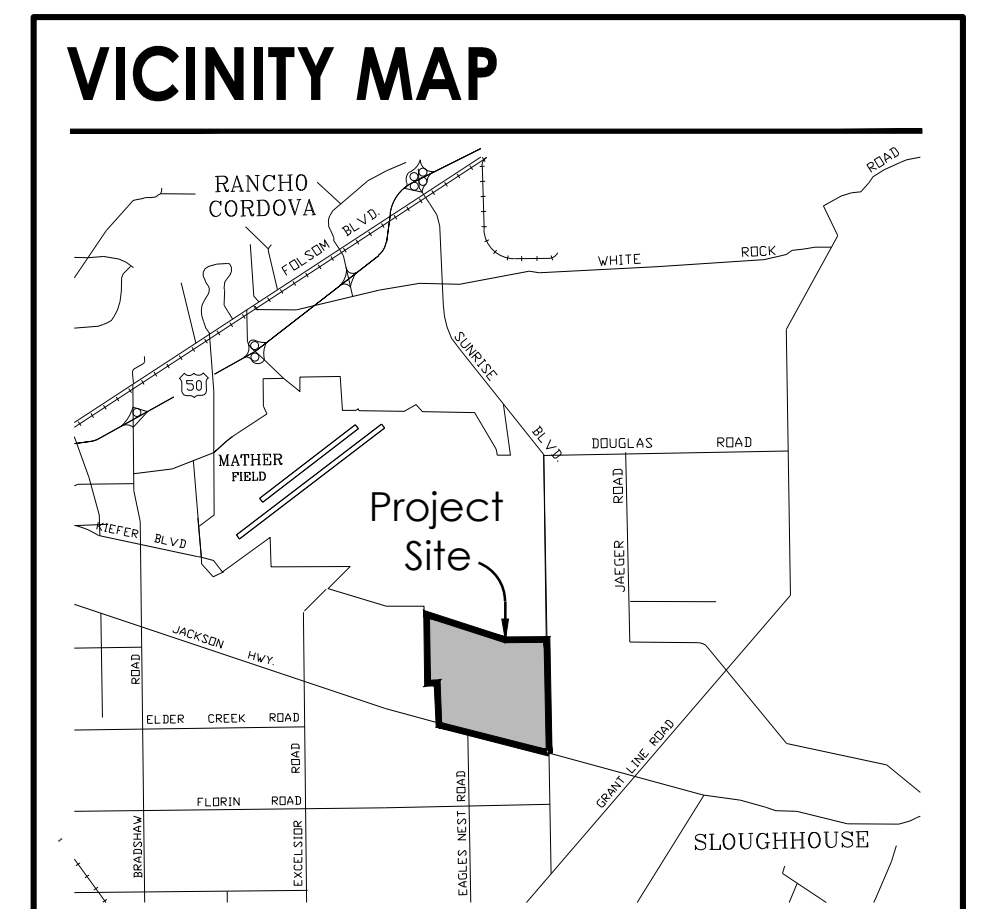 VICINITY MAP
ROAD
RANCHO
CORDOVA
FOLSOM BLVD.
WHITE ROCK
SUNRISE BLVD.
50
DOUGLAS ROAD
MATHER
FIELD
JAEGER ROAD
Project
Site
KIEFER BLVD
JACKSON HWY.
ROAD
ELDER CREEK ROAD
ROAD
GRANT LINE ROAD
FLORIN ROAD
BRADSHAW
EXCELSIOR
EAGLES NEST ROAD
SLOUGHHOUSE